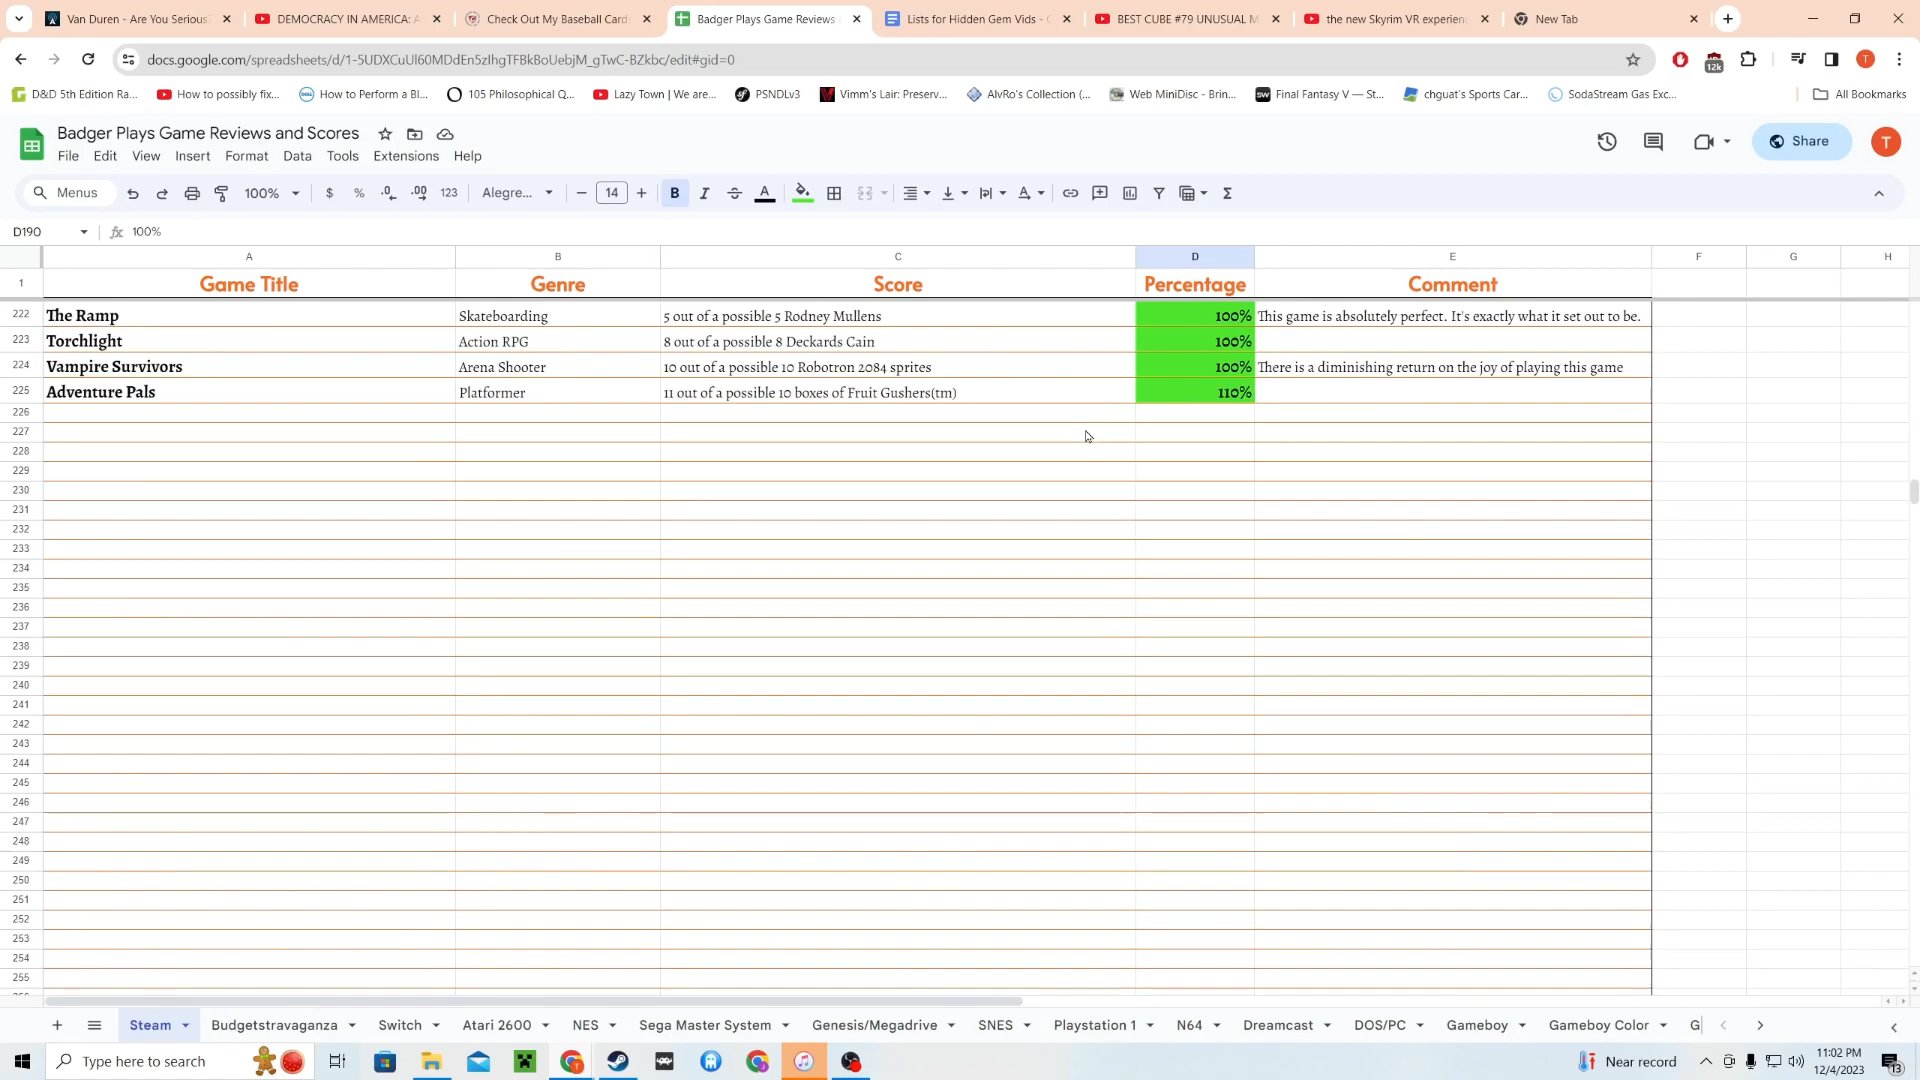 Van Duren - Are You Serious
DEMOCRACY IN AMERICA: A
Check Out My Baseball Card
Badger Plays Game Reviews
Lists for Hidden Gem Vids - G
BEST CUBE #79 UNUSUAL M
the new Skyrim VR experienc
New Tab
docs.google.com/spreadsheets/d/1-5UDXCuUl60MDdEn5zIhgTFBkBoUebjM_gTwC-BZkbc/edit#gid=0
12k
T
D&D 5th Edition Ra...
How to possibly fix...
How to Perform a Bl...
105 Philosophical Q...
Lazy Town | We are...
PSNDLv3
Vimm's Lair: Preserv...
AlvRo's Collection (...
Web MiniDisc - Brin...
Final Fantasy V — St...
chguat's Sports Car...
SodaStream Gas Exc...
All Bookmarks
Badger Plays Game Reviews and Scores
File Edit View Insert Format Data Tools Extensions Help
Share
T
Menus 100% $ % .0 .00 123 Alegre... 14 B I A
D190 fx 100%
A B C D E F G H
1 Game Title Genre Score Percentage Comment
222 The Ramp Skateboarding 5 out of a possible 5 Rodney Mullens 100% This game is absolutely perfect. It's exactly what it set out to be.
223 Torchlight Action RPG 8 out of a possible 8 Deckards Cain 100%
224 Vampire Survivors Arena Shooter 10 out of a possible 10 Robotron 2084 sprites 100% There is a diminishing return on the joy of playing this game
225 Adventure Pals Platformer 11 out of a possible 10 boxes of Fruit Gushers(tm) 110%
226
227
228
229
230
231
232
233
234
235
236
237
238
239
240
241
242
243
244
245
246
247
248
249
250
251
252
253
254
255
Steam Budgetstravaganza Switch Atari 2600 NES Sega Master System Genesis/Megadrive SNES Playstation 1 N64 Dreamcast DOS/PC Gameboy Gameboy Color G
Type here to search
Near record
11:02 PM
12/4/2023
13